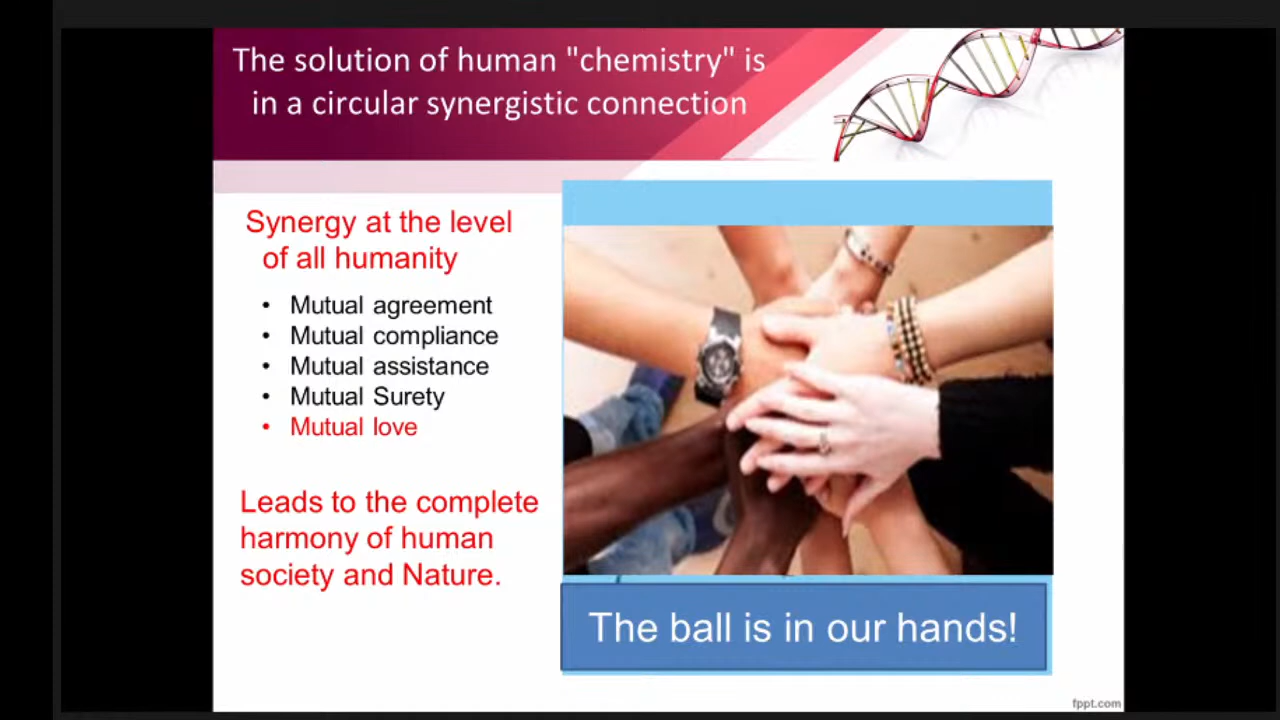 The solution of human "chemistry" is
in a circular synergistic connection
Synergy at the level
of all humanity
• Mutual agreement
• Mutual compliance
• Mutual assistance
• Mutual Surety
• Mutual love
Leads to the complete
harmony of human
society and Nature.
The ball is in our hands!
fppt.com